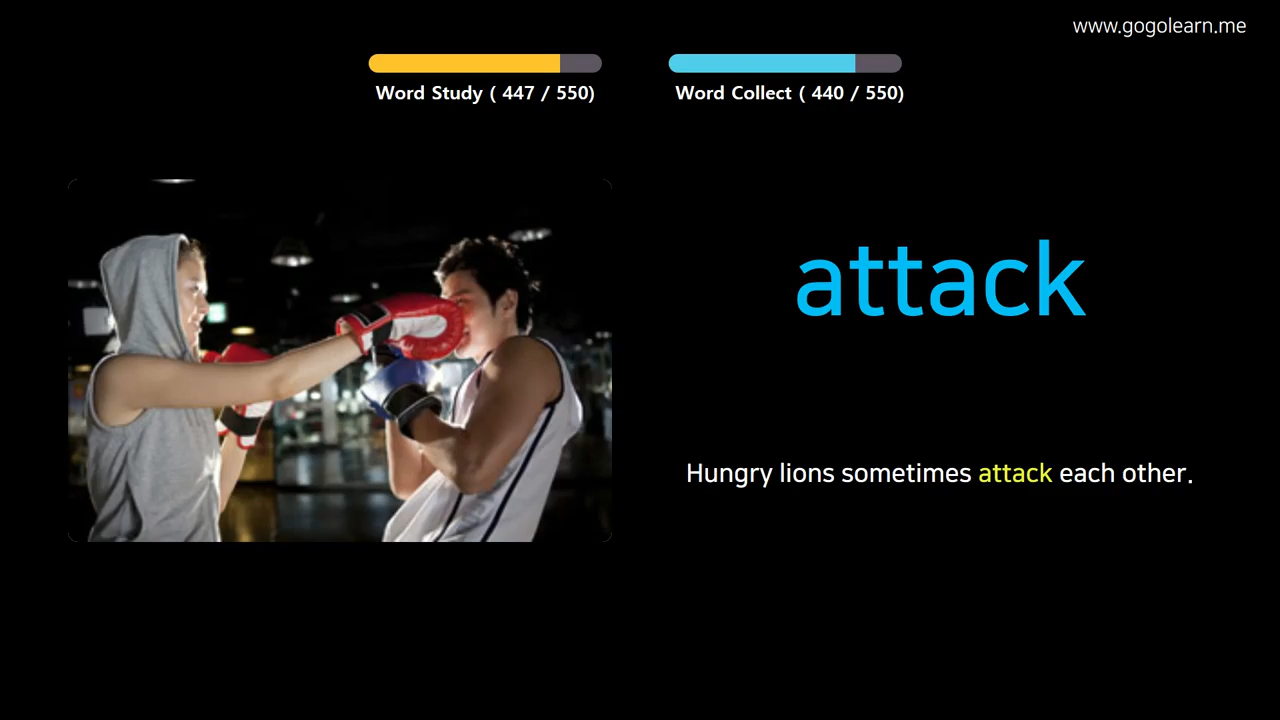 www.gogolearn.me
Word Study ( 447 / 550)
Word Collect ( 440 / 550)
attack
Hungry lions sometimes attack each other.